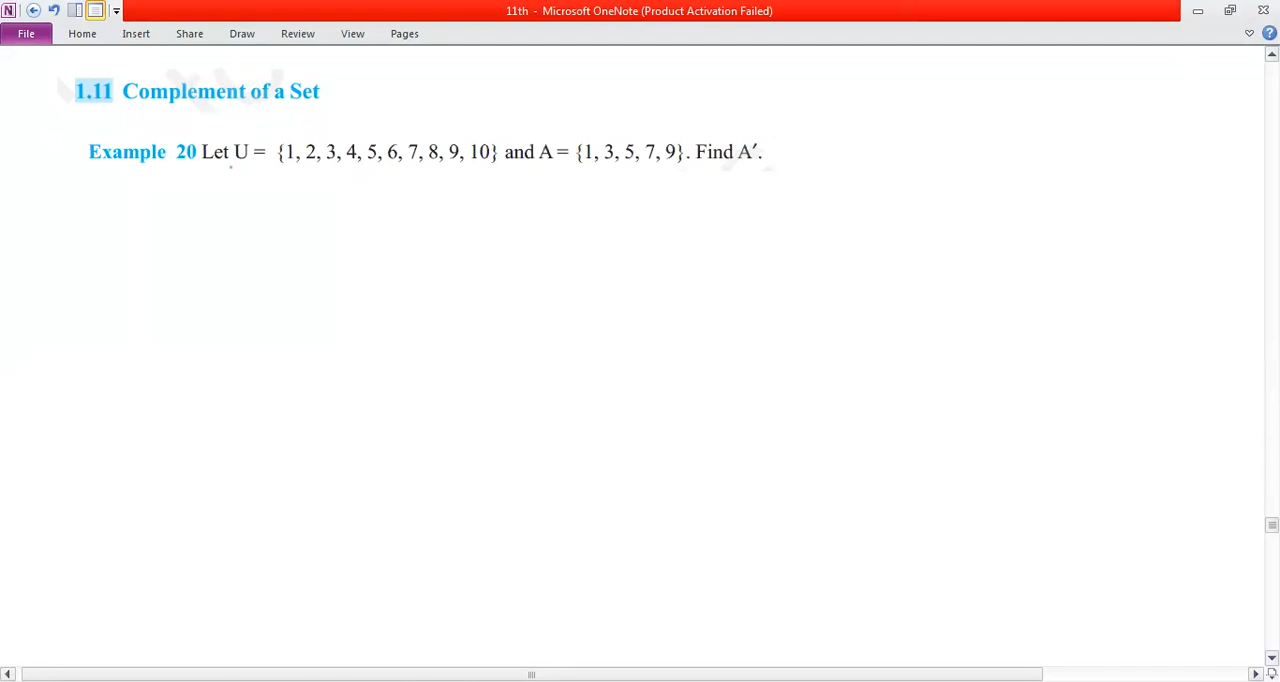 11th - Microsoft OneNote (Product Activation Failed)
File Home Insert Share Draw Review View Pages
1.11 Complement of a Set
Example 20 Let U = {1, 2, 3, 4, 5, 6, 7, 8, 9, 10} and A = {1, 3, 5, 7, 9}. Find A′.